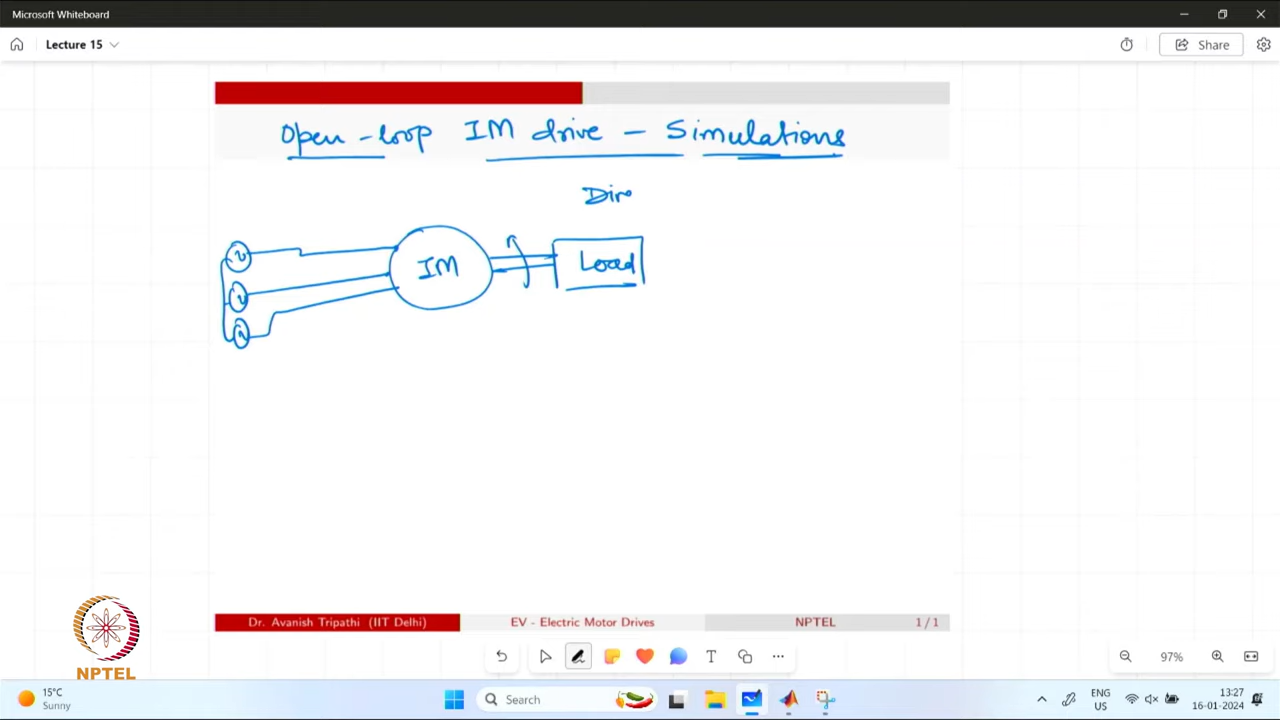 Microsoft Whiteboard
Lecture 15
Share
Open-loop IM drive - Simulations
Dire
IM
Load
Dr. Avanish Tripathi (IIT Delhi)
EV - Electric Motor Drives
NPTEL
1 / 1
NPTEL
97%
15°C
Sunny
Search
ENG
US
13:27
16-01-2024